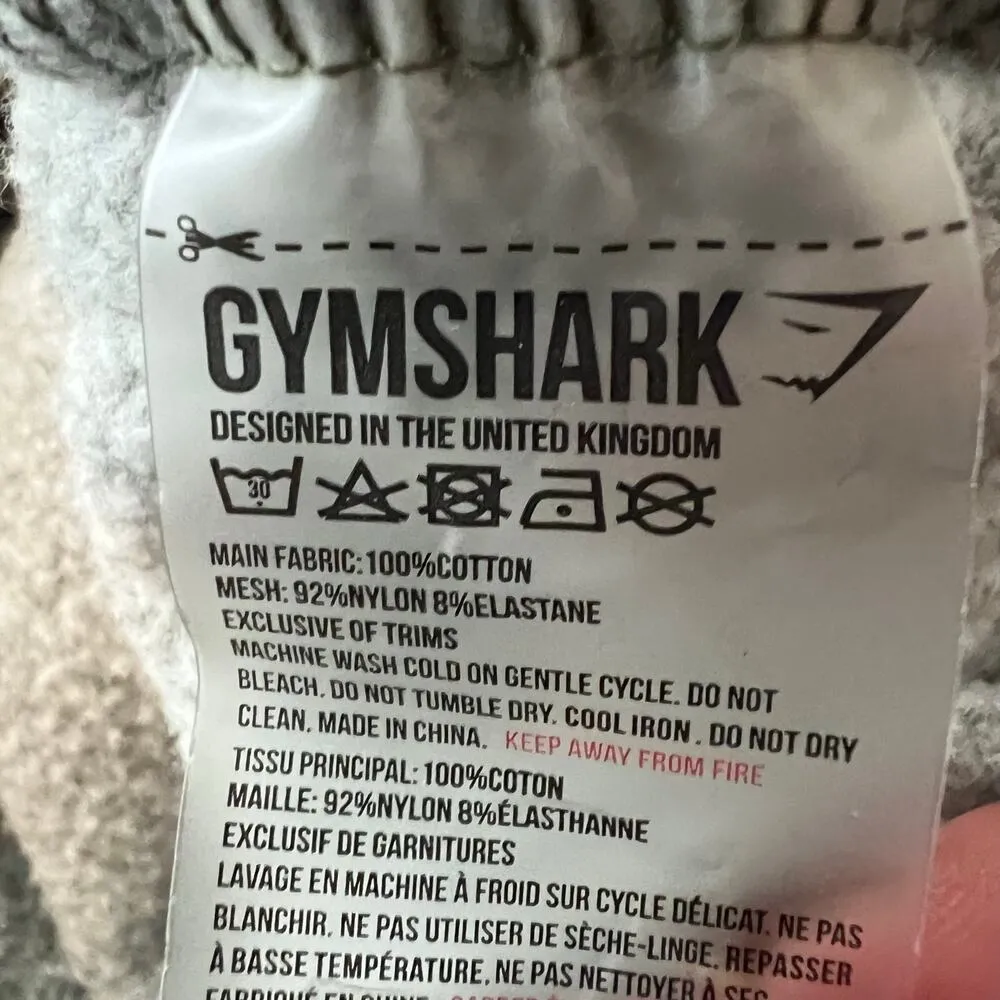 GYMSHARK
DESIGNED IN THE UNITED KINGDOM
30
MAIN FABRIC: 100%COTTON
MESH: 92%NYLON 8%ELASTANE
EXCLUSIVE OF TRIMS
MACHINE WASH COLD ON GENTLE CYCLE. DO NOT
BLEACH. DO NOT TUMBLE DRY. COOL IRON . DO NOT DRY
CLEAN. MADE IN CHINA. KEEP AWAY FROM FIRE
TISSU PRINCIPAL: 100%COTON
MAILLE: 92%NYLON 8%ÉLASTHANNE
EXCLUSIF DE GARNITURES
LAVAGE EN MACHINE À FROID SUR CYCLE DÉLICAT. NE PAS
BLANCHIR. NE PAS UTILISER DE SÈCHE-LINGE. REPASSER
À BASSE TEMPÉRATURE. NE PAS NETTOYER À SEC
FABRIQUÉ EN CHINE